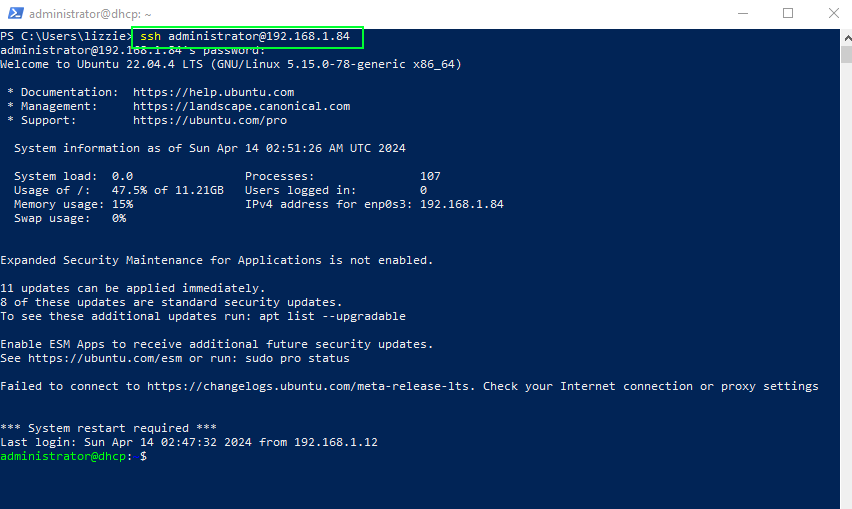 administrator@dhcp: ~
PS C:\Users\lizzie> ssh administrator@192.168.1.84
administrator@192.168.1.84's password:
Welcome to Ubuntu 22.04.4 LTS (GNU/Linux 5.15.0-78-generic x86_64)
* Documentation:  https://help.ubuntu.com
* Management:     https://landscape.canonical.com
* Support:        https://ubuntu.com/pro
System information as of Sun Apr 14 02:51:26 AM UTC 2024
System load:  0.0                Processes:               107
Usage of /:   47.5% of 11.21GB   Users logged in:         0
Memory usage: 15%                IPv4 address for enp0s3: 192.168.1.84
Swap usage:   0%
Expanded Security Maintenance for Applications is not enabled.
11 updates can be applied immediately.
8 of these updates are standard security updates.
To see these additional updates run: apt list --upgradable
Enable ESM Apps to receive additional future security updates.
See https://ubuntu.com/esm or run: sudo pro status
Failed to connect to https://changelogs.ubuntu.com/meta-release-lts. Check your Internet connection or proxy settings
*** System restart required ***
Last login: Sun Apr 14 02:47:32 2024 from 192.168.1.12
administrator@dhcp: $